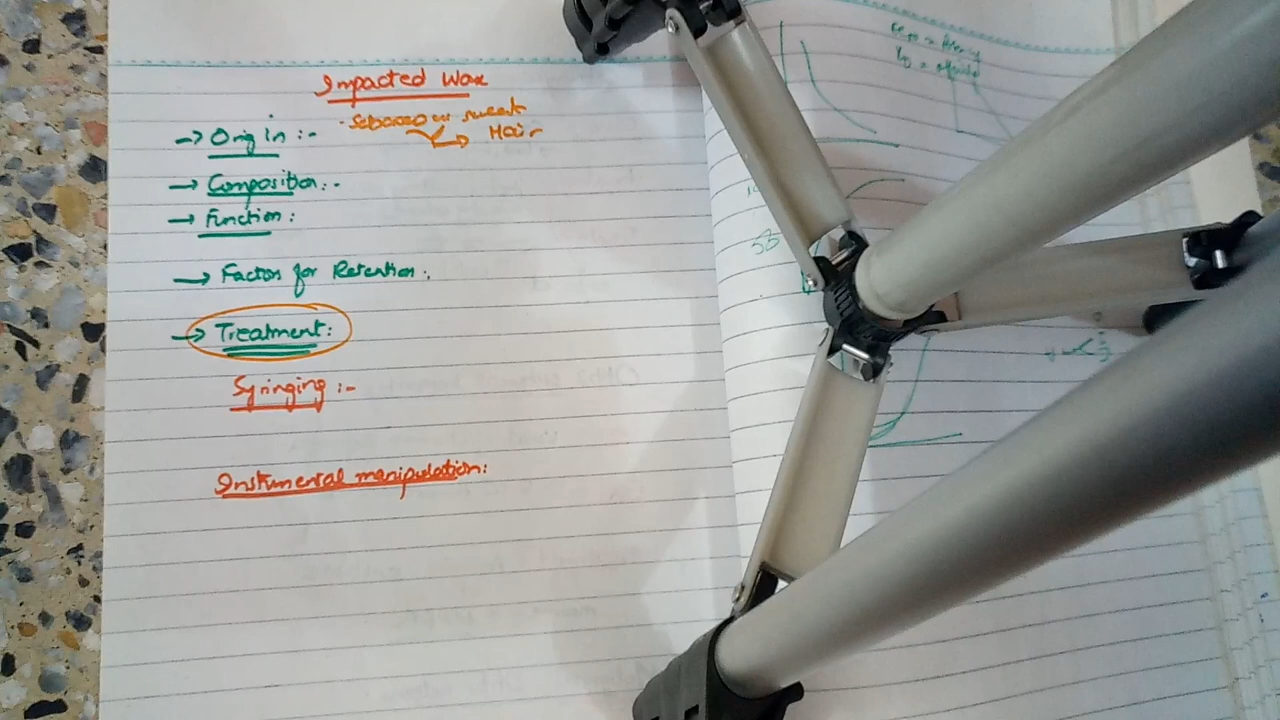 Impacted Wax
Sebaceous sweat
→ Origin :-
↳ Hair
→ Composition :-
→ Function :
→ Factor for Retention :
→ Treatment :
Syringing :-
Instrumental manipulation :